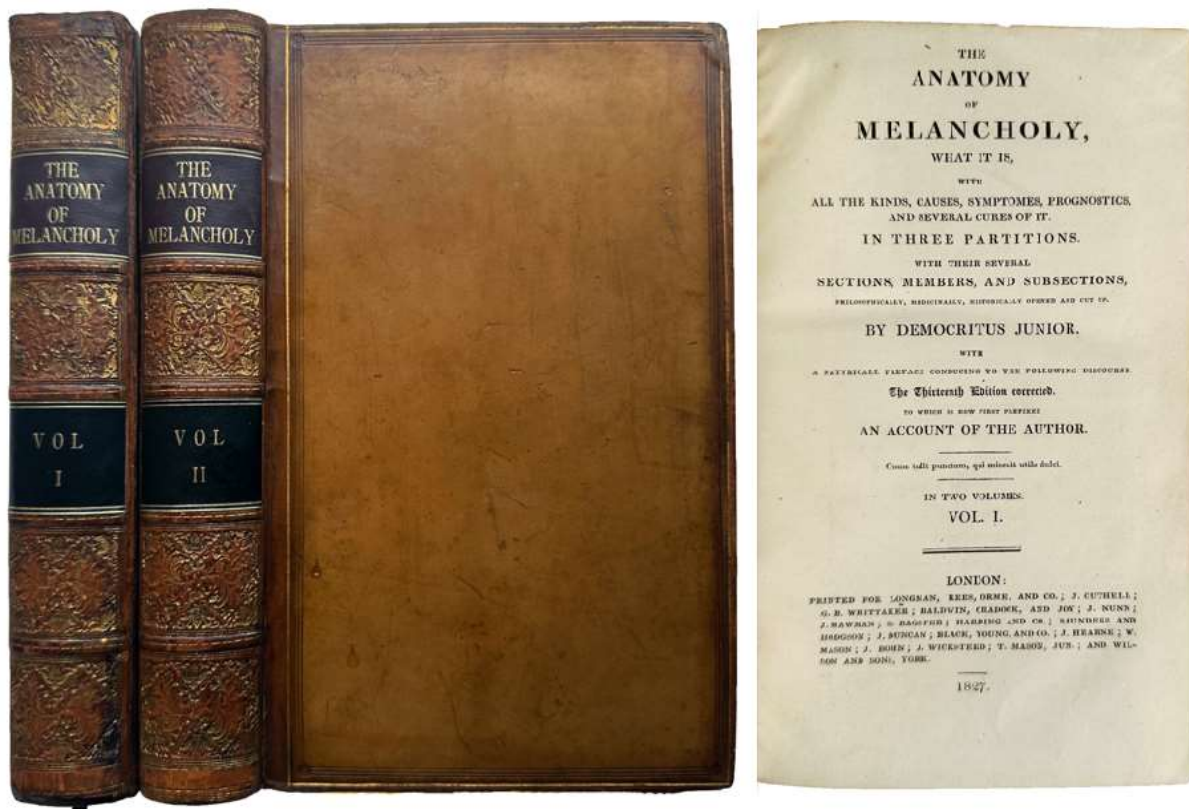 THE
ANATOMY
OF
MELANCHOLY
VOL
I
THE
ANATOMY
OF
MELANCHOLY
VOL
II
THE
ANATOMY
OF
MELANCHOLY,
WHAT IT IS,
WITH
ALL THE KINDS, CAUSES, SYMPTOMES, PROGNOSTICS,
AND SEVERAL CURES OF IT.
IN THREE PARTITIONS.
WITH THEIR SEVERAL
SECTIONS, MEMBERS, AND SUBSECTIONS,
PHILOSOPHICALLY, MEDICINALLY, HISTORICALLY OPENED AND CUT UP.
BY DEMOCRITUS JUNIOR.
WITH
A SATYRICALL PREFACE CONDUCING TO THE FOLLOWING DISCOURSE.
The Thirteenth Edition corrected.
TO WHICH IS NOW FIRST PREFIXED
AN ACCOUNT OF THE AUTHOR.
Omne tulit punctum, qui miscuit utile dulci.
IN TWO VOLUMES.
VOL. I.
LONDON:
PRINTED FOR LONGMAN, REES, ORME, AND CO.; J. CUTHELL;
G. B. WHITTAKER; BALDWIN, CRADOCK, AND JOY; J. NUNN;
J. BAGSTER; HARDING AND CO.; SAUNDERS AND
HODGSON; J. DUNCAN; BLACK, YOUNG, AND CO.; J. HEARNE; W.
MASON; J. BOHN; J. WICKSTEED; T. MASON, JUN.; AND WIL-
SON AND SONS, YORK.
1827.